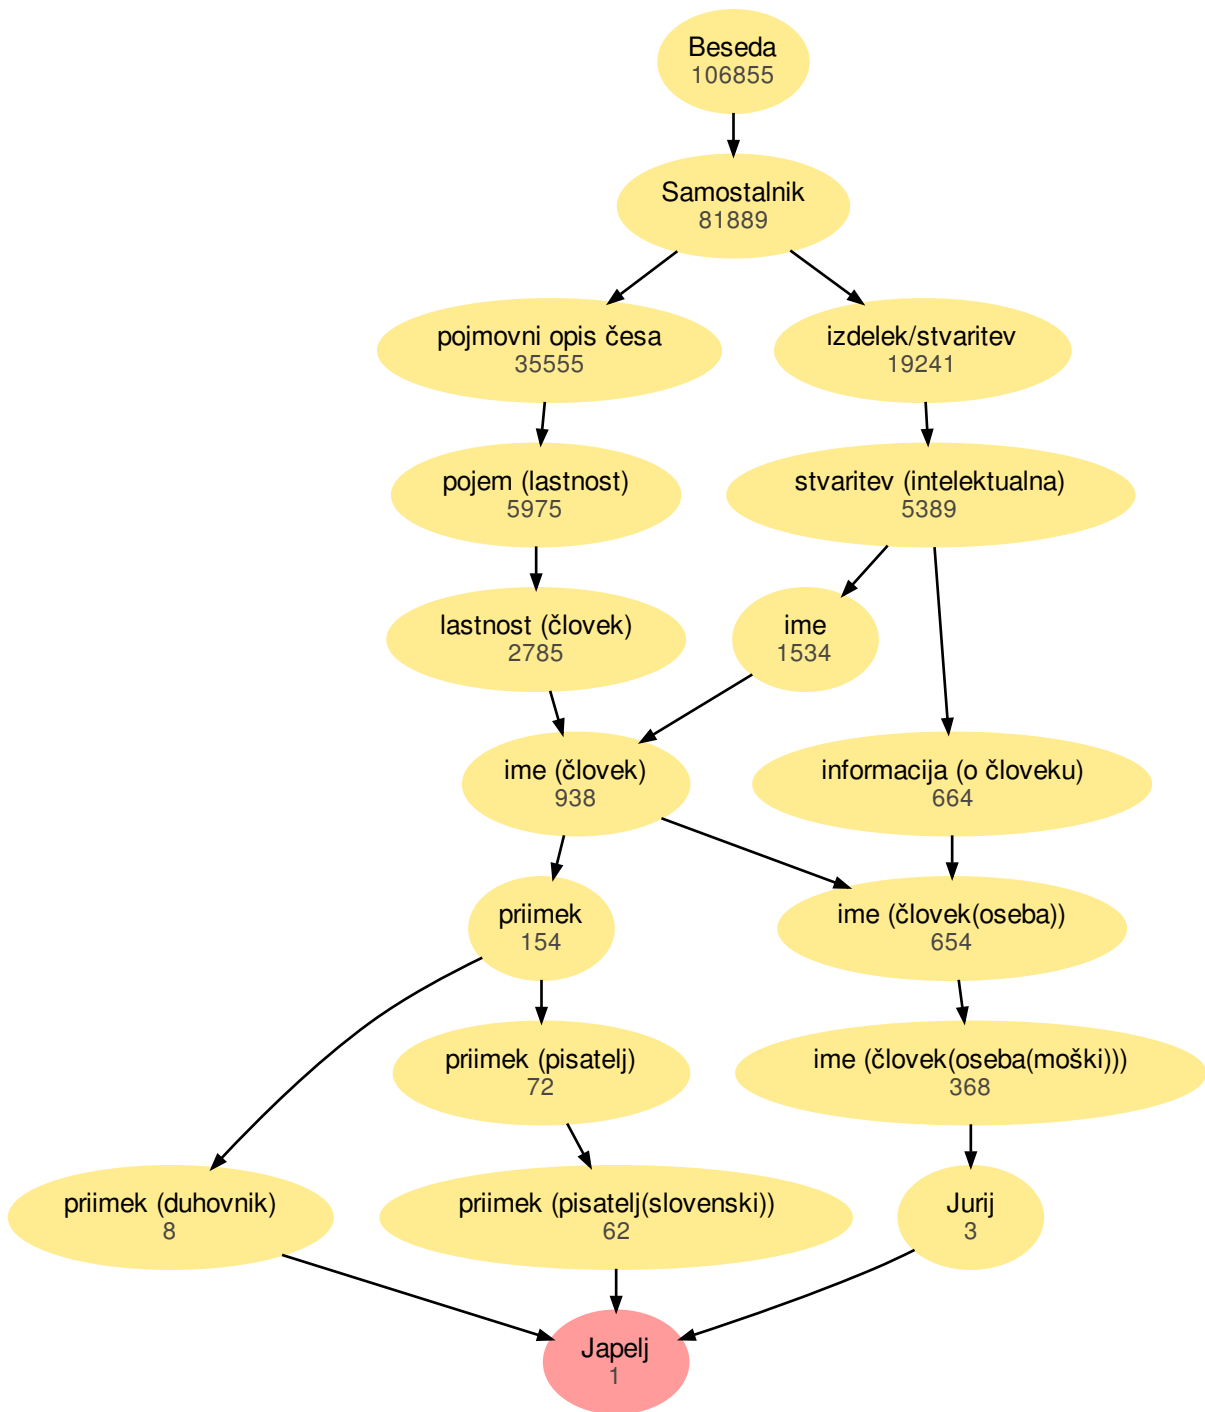 Beseda
106855
Samostalnik
81889
pojmovni opis česa
35555
izdelek/stvaritev
19241
pojem (lastnost)
5975
stvaritev (intelektualna)
5389
lastnost (človek)
2785
ime
1534
ime (človek)
938
informacija (o človeku)
664
priimek
154
ime (človek(oseba))
654
priimek (pisatelj)
72
ime (človek(oseba(moški)))
368
priimek (duhovnik)
8
priimek (pisatelj(slovenski))
62
Jurij
3
Japelj
1